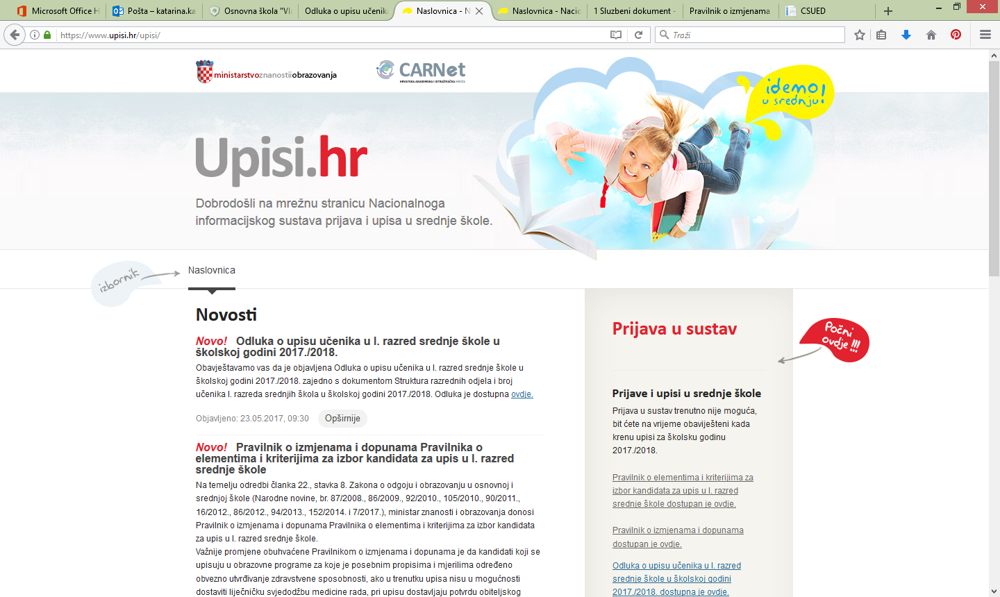 Microsoft Office H
Pošta – katarina.ka
Osnovna škola "Vl
Odluka o upisu učenik
Naslovnica - N
Naslovnica - Nacio
1 Sluzbeni dokument -
Pravilnik o izmjenama
CSUED
https://www.upisi.hr/upisi/
Traži
ministarstvoznanostiiobrazovanja
CARNet
HRVATSKA AKADEMSKA I ISTRAŽIVAČKA MREŽA
idemo!
u srednju!
Upisi.hr
Dobrodošli na mrežnu stranicu Nacionalnoga
informacijskog sustava prijava i upisa u srednje škole.
izbornik
Naslovnica
Novosti
Novo! Odluka o upisu učenika u I. razred srednje škole u
školskoj godini 2017./2018.
Obavještavamo vas da je objavljena Odluka o upisu učenika u I. razred srednje škole u
školskoj godini 2017./2018. zajedno s dokumentom Struktura razrednih odjela i broj
učenika I. razreda srednjih škola u školskoj godini 2017./2018. Odluka je dostupna ovdje.
Objavljeno: 23.05.2017, 09:30 Opširnije
Novo! Pravilnik o izmjenama i dopunama Pravilnika o
elementima i kriterijima za izbor kandidata za upis u I. razred
srednje škole
Na temelju odredbi članka 22., stavka 8. Zakona o odgoju i obrazovanju u osnovnoj i
srednjoj škole (Narodne novine, br. 87/2008., 86/2009., 92/2010., 105/2010., 90/2011.,
16/2012., 86/2012., 94/2013., 152/2014. i 7/2017.), ministar znanosti i obrazovanja donosi
Pravilnik o izmjenama i dopunama Pravilnika o elementima i kriterijima za izbor kandidata
za upis u I. razred srednje škole.
Važnije promjene obuhvaćene Pravilnikom o izmjenama i dopunama je da kandidati koji se
upisuju u obrazovne programe za koje je posebnim propisima i mjerilima određeno
obvezno utvrđivanje zdravstvene sposobnosti, ako u trenutku upisa nisu u mogućnosti
dostaviti liječničku svjedodžbu medicine rada, pri upisu dostavljaju potvrdu obiteljskog
Prijava u sustav
Počni
ovdje!!!
Prijave i upisi u srednje škole
Prijava u sustav trenutno nije moguća,
bit ćete na vrijeme obaviješteni kada
krenu upisi za školsku godinu
2017./2018.
Pravilnik o elementima i kriterijima za
izbor kandidata za upis u I. razred
srednje škole dostupan je ovdje.
Pravilnik o izmjenama i dopunama
dostupan je ovdje.
Odluka o upisu učenika u I. razred
srednje škole u školskoj godini
2017./2018. dostupna je ovdje.